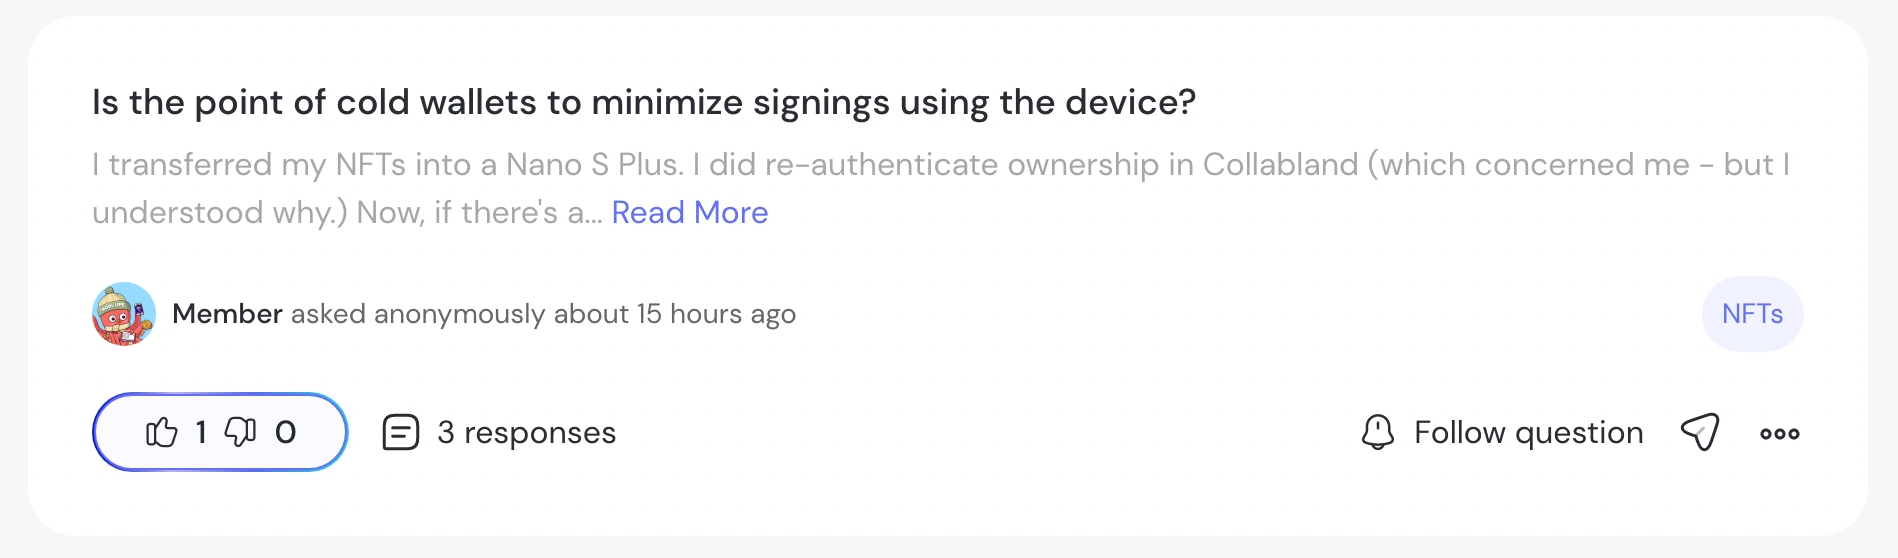 Is the point of cold wallets to minimize signings using the device?
I transferred my NFTs into a Nano S Plus. I did re-authenticate ownership in Collabland (which concerned me - but I
understood why.) Now, if there's a... Read More
Member asked anonymously about 15 hours ago
NFTs
1 0 3 responses Follow question